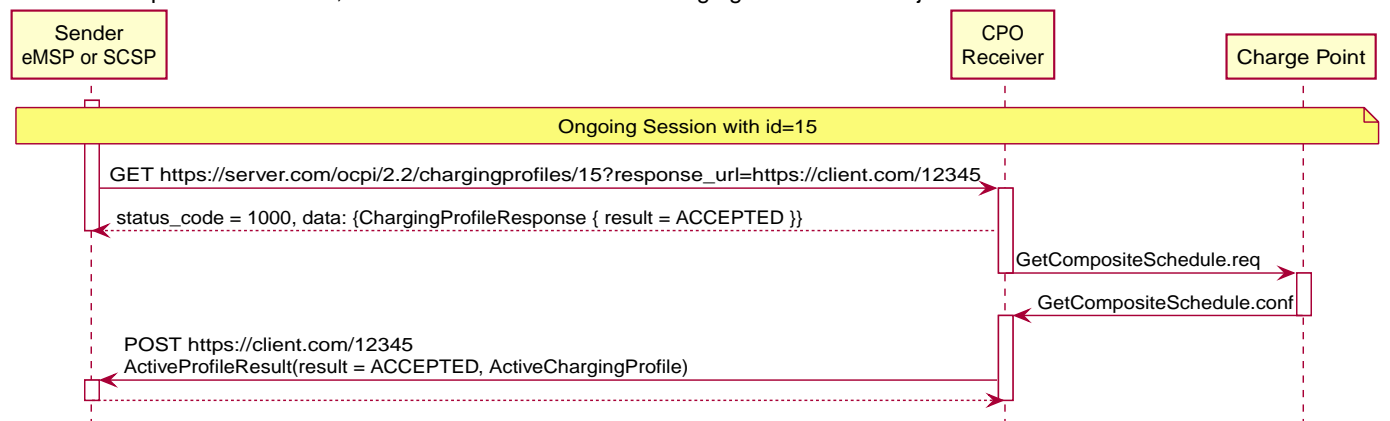 Sender
eMSP or SCSP
CPO
Receiver
Charge Point
Ongoing Session with id=15
GET https://server.com/ocpi/2.2/chargingprofiles/15?response_url=https://client.com/12345
status_code = 1000, data: {ChargingProfileResponse { result = ACCEPTED }}
GetCompositeSchedule.req
GetCompositeSchedule.conf
POST https://client.com/12345
ActiveProfileResult(result = ACCEPTED, ActiveChargingProfile)